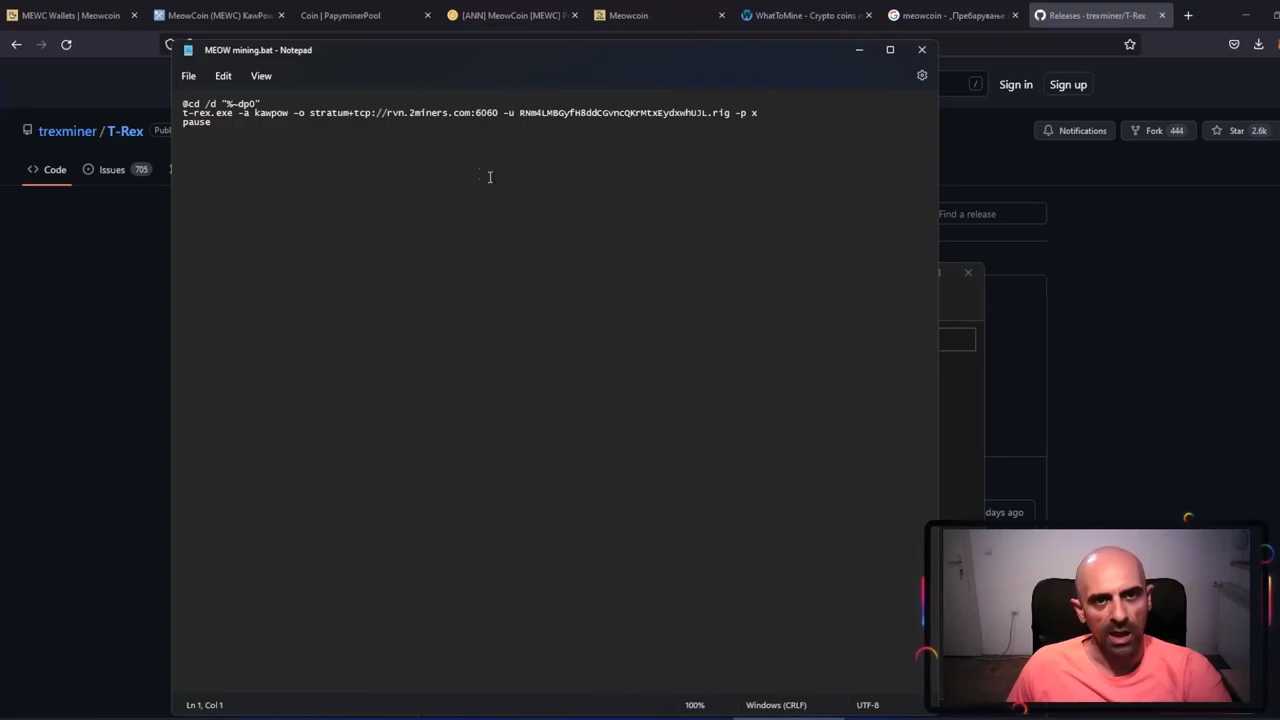 MEWC Wallets | Meowcoin
MeowCoin (MEWC) KawPow
Coin | PapyminerPool
[ANN] MeowCoin [MEWC]
Meowcoin
WhatToMine - Crypto coins
meowcoin - „Пребарување
Releases · trexminer/T-Rex
MEOW mining.bat - Notepad
File Edit View
/
Sign in
Sign up
@cd /d "%~dp0"
t-rex.exe -a kawpow -o stratum+tcp://rvn.2miners.com:6060 -u RNm4LMBGyfH8ddCGvncQKrMtxEydxwhUJL.rig -p x
pause
trexminer / T-Rex
Notifications
Fork 444
Star 2.6k
Code
Issues 705
Find a release
days ago
Ln 1, Col 1
100%
Windows (CRLF)
UTF-8